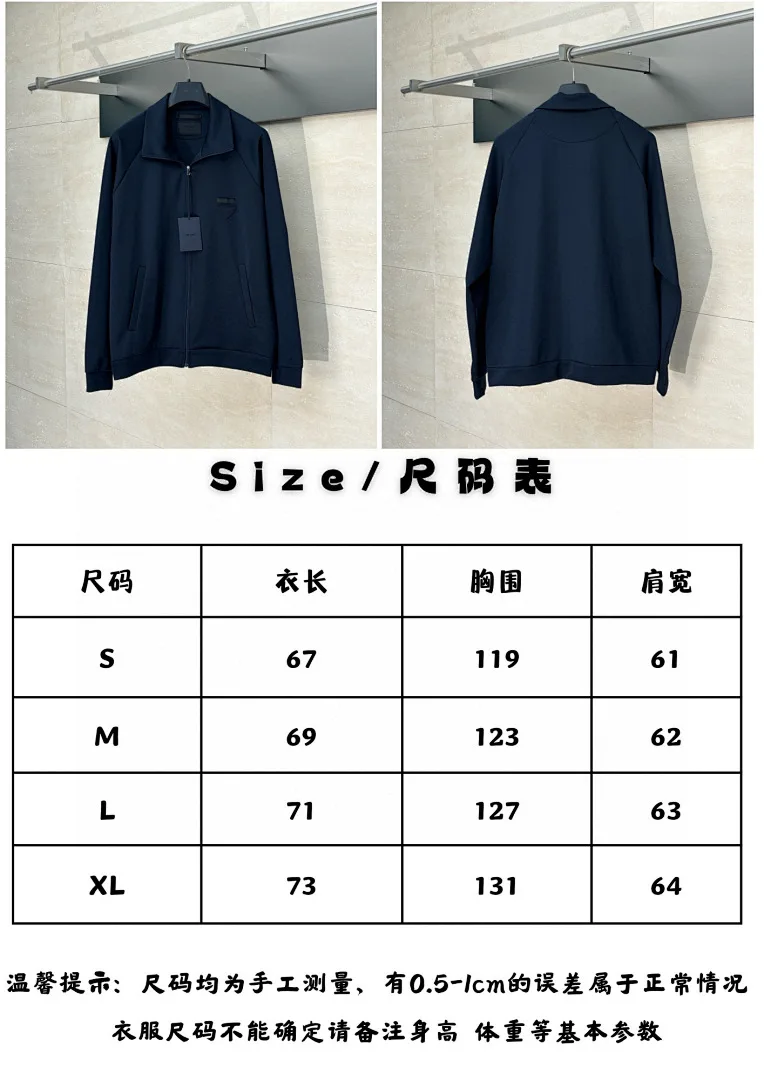 Size/尺码表
尺码 衣长 胸围 肩宽
S 67 119 61
M 69 123 62
L 71 127 63
XL 73 131 64
温馨提示：尺码均为手工测量，有0.5-1cm的误差属于正常情况
衣服尺码不能确定请备注身高 体重等基本参数